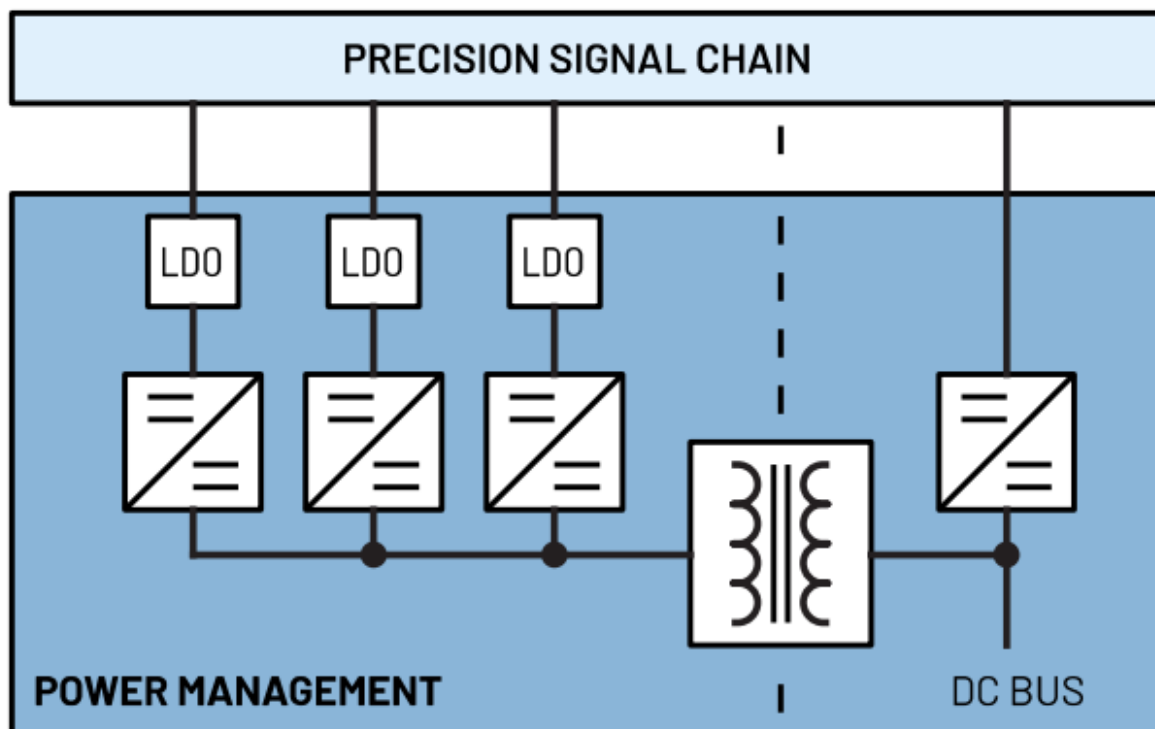 PRECISION SIGNAL CHAIN
LDO
LDO
LDO
POWER MANAGEMENT
DC BUS